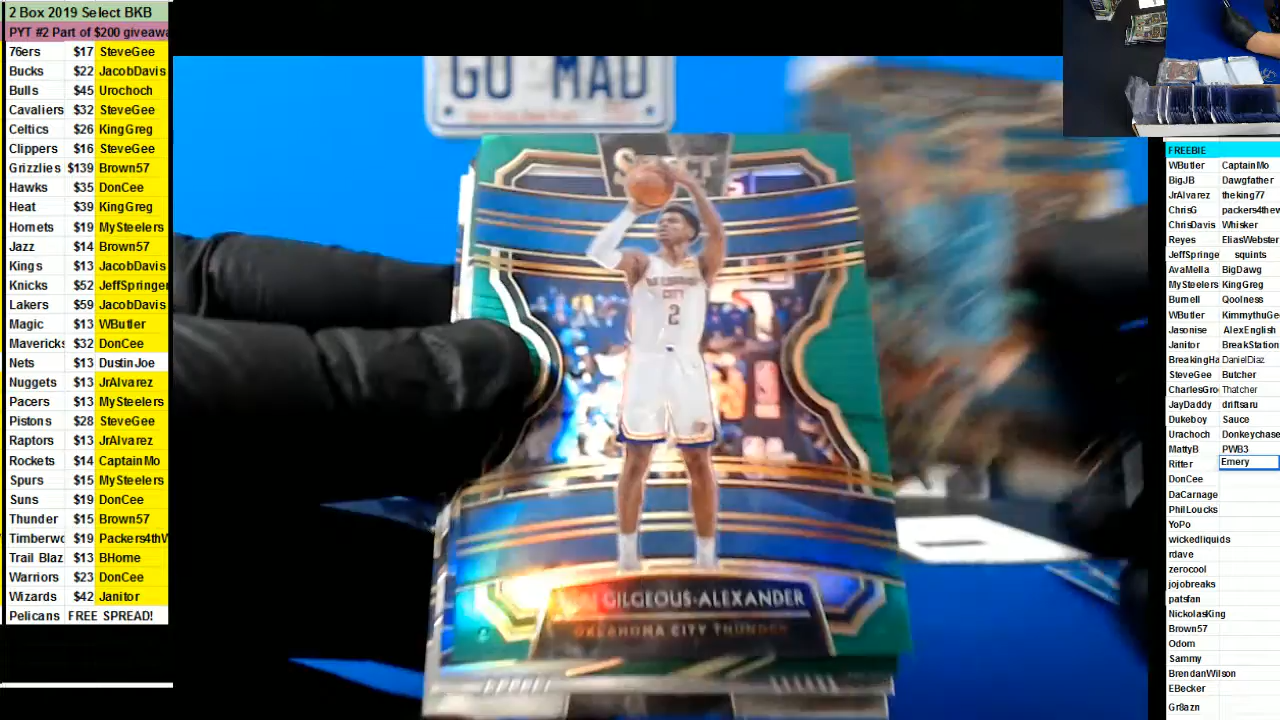 2 Box 2019 Select BKB
PYT #2 Part of $200 giveawa
76ers $17 SteveGee
Bucks $22 JacobDavis
Bulls $45 Urochoch
Cavaliers $32 SteveGee
Celtics $26 KingGreg
Clippers $16 SteveGee
Grizzlies $139 Brown57
Hawks $35 DonCee
Heat $39 KingGreg
Hornets $19 MySteelers
Jazz $14 Brown57
Kings $13 JacobDavis
Knicks $52 JeffSpringer
Lakers $59 JacobDavis
Magic $13 WButler
Mavericks $32 DonCee
Nets $13 DustinJoe
Nuggets $13 JrAlvarez
Pacers $13 MySteelers
Pistons $28 SteveGee
Raptors $13 JrAlvarez
Rockets $14 CaptainMo
Spurs $15 MySteelers
Suns $19 DonCee
Thunder $15 Brown57
Timberwo $19 Packers4thW
Trail Blaz $13 BHome
Warriors $23 DonCee
Wizards $42 Janitor
Pelicans FREE SPREAD!
GO MAD
SELECT
CITY
2
GILGEOUS-ALEXANDER
OKLAHOMA CITY THUNDER
FREEBIE
WButler CaptainMo
BigJB Dawgfather
JrAlvarez theking77
ChrisG packers4thew
ChrisDavis Whisker
Reyes EliasWebster
JeffSpringe squints
AvaMella BigDawg
MySteelers KingGreg
Burnell Qoolness
WButler KimmythuGe
Jasonise AlexEnglish
Janitor BreakStation
BreakingHa DanielDiaz
SteveGee Butcher
CharlesGro Thatcher
JayDaddy driftsaru
Dukeboy Sauce
Urachoch Donkeychase
MattyB PWB3
Ritter Emery
DonCee
DaCarnage
PhilLoucks
YoPo
wickedliquids
rdave
zerocool
jojobreaks
patsfan
NickolasKing
Brown57
Odom
Sammy
BrendanWilson
EBecker
Gr8azn